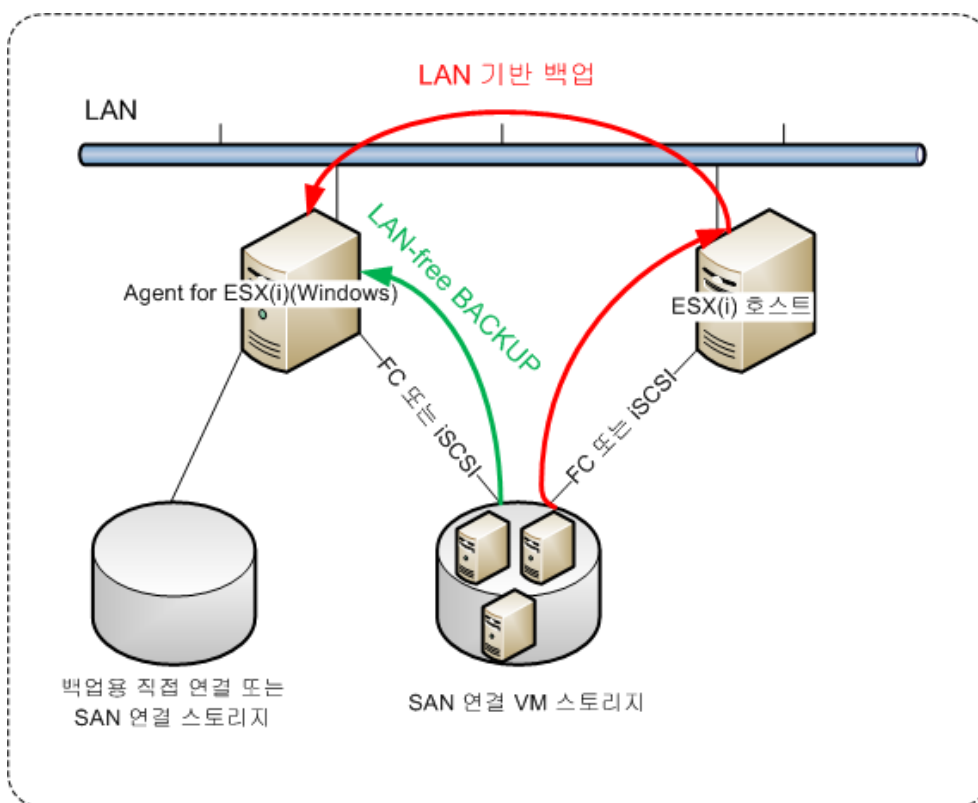 LAN 기반 백업
LAN
LAN-free BACKUP
Agent for ESX(i)(Windows)
ESX(i) 호스트
FC 또는 iSCSI
FC 또는 iSCSI
백업용 직접 연결 또는
SAN 연결 스토리지
SAN 연결 VM 스토리지